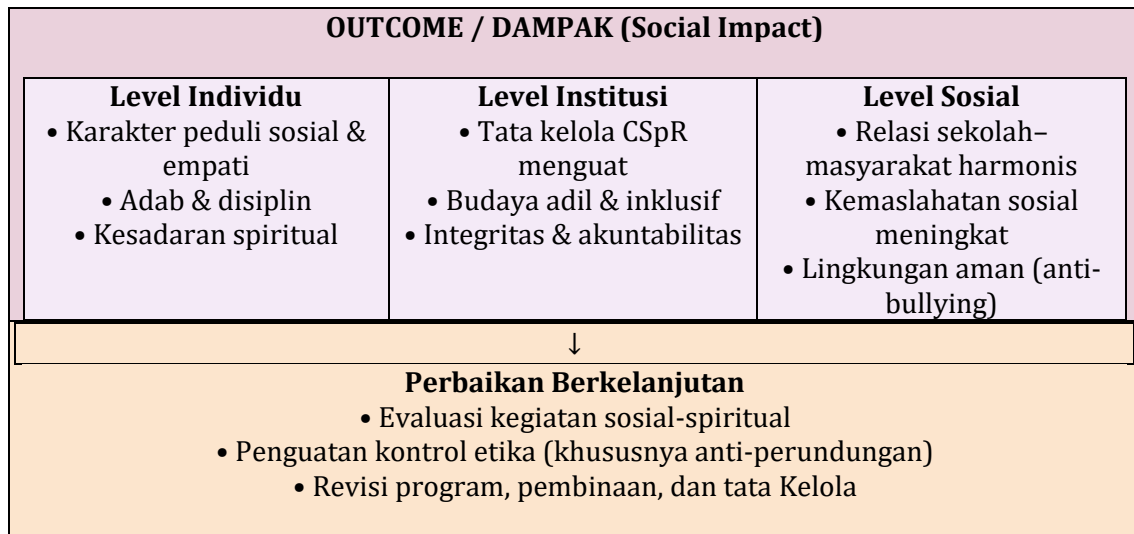 OUTCOME / DAMPAK (Social Impact)
Level Individu
• Karakter peduli sosial &
empati
• Adab & disiplin
• Kesadaran spiritual
Level Institusi
• Tata kelola CSpR
menguat
• Budaya adil & inklusif
• Integritas & akuntabilitas
Level Sosial
• Relasi sekolah–
masyarakat harmonis
• Kemaslahatan sosial
meningkat
• Lingkungan aman (anti-
bullying)
↓
Perbaikan Berkelanjutan
• Evaluasi kegiatan sosial-spiritual
• Penguatan kontrol etika (khususnya anti-perundungan)
• Revisi program, pembinaan, dan tata Kelola